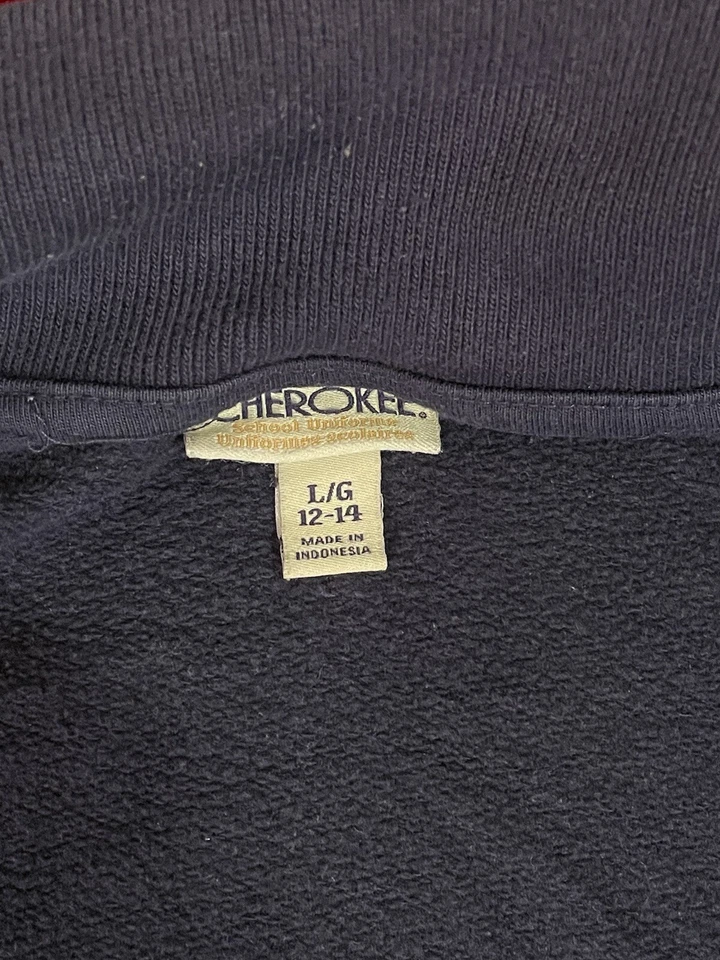 CHEROKEE.
School Uniforms
Uniformes scolaires
L/G
12-14
MADE IN
INDONESIA